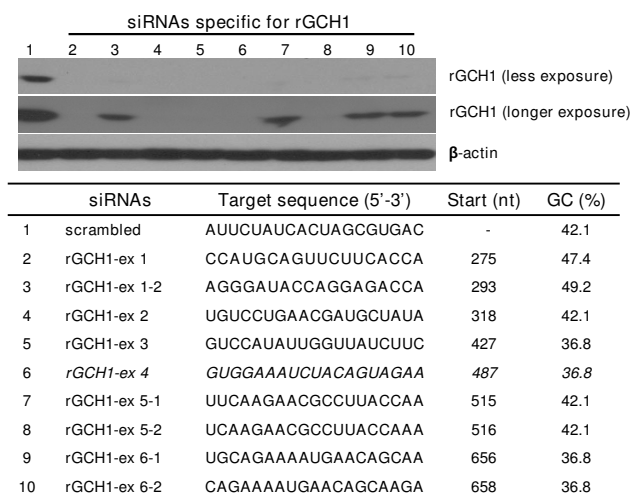 siRNAs specific for rGCH1
1 2 3 4 5 6 7 8 9 10
rGCH1 (less exposure)
rGCH1 (longer exposure)
β-actin
siRNAs Target sequence (5'-3') Start (nt) GC (%)
1 scrambled AUUCUAUCACUAGCGUGAC - 42.1
2 rGCH1-ex 1 CCAUGCAGUUCUUCACCA 275 47.4
3 rGCH1-ex 1-2 AGGGAUACCAGGAGACCA 293 49.2
4 rGCH1-ex 2 UGUCCUGAACGAUGCUAUA 318 42.1
5 rGCH1-ex 3 GUCCAUAUUGGUUAUCUUC 427 36.8
6 rGCH1-ex 4 GUGGAAAUCUACAGUAGAA 487 36.8
7 rGCH1-ex 5-1 UUCAAGAACGCCUUACCAA 515 42.1
8 rGCH1-ex 5-2 UCAAGAACGCCUUACCAAA 516 42.1
9 rGCH1-ex 6-1 UGCAGAAAAUGAACAGCAA 656 36.8
10 rGCH1-ex 6-2 CAGAAAAUGAACAGCAAGA 658 36.8